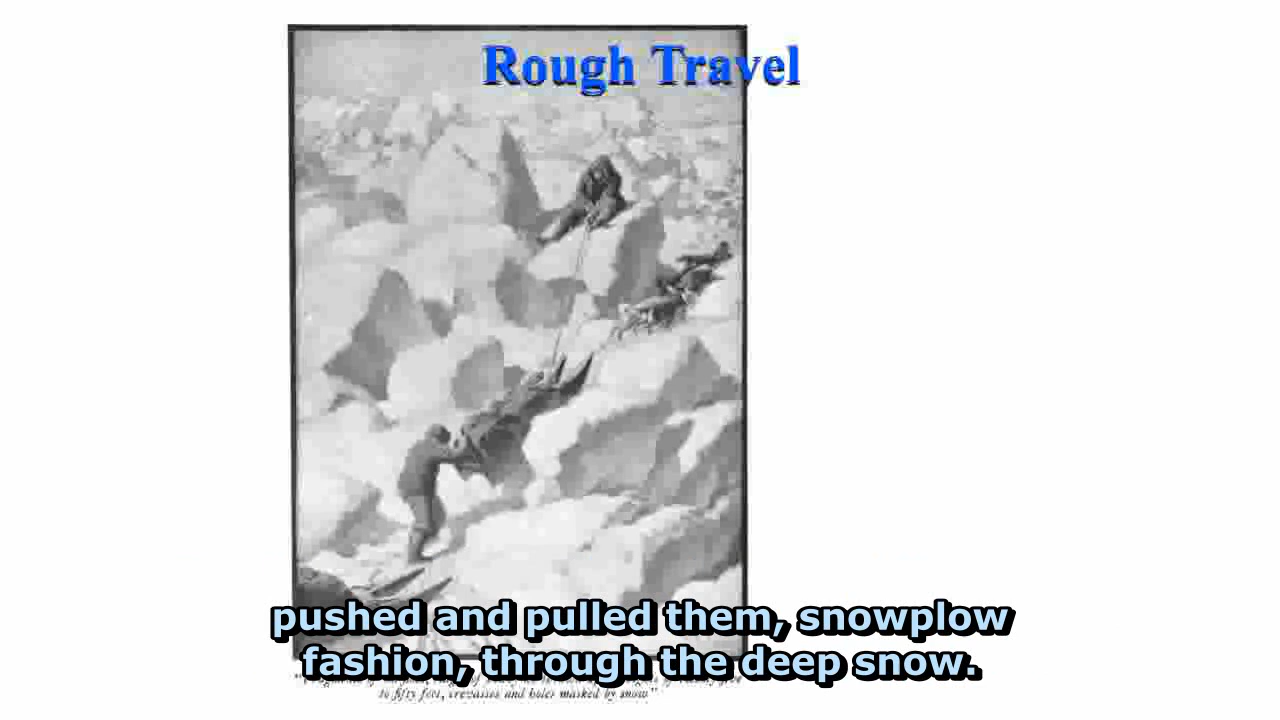 Rough Travel
pushed and pulled them, snowplow
fashion, through the deep snow.
to fifty feet, crevasses and holes masked by snow"